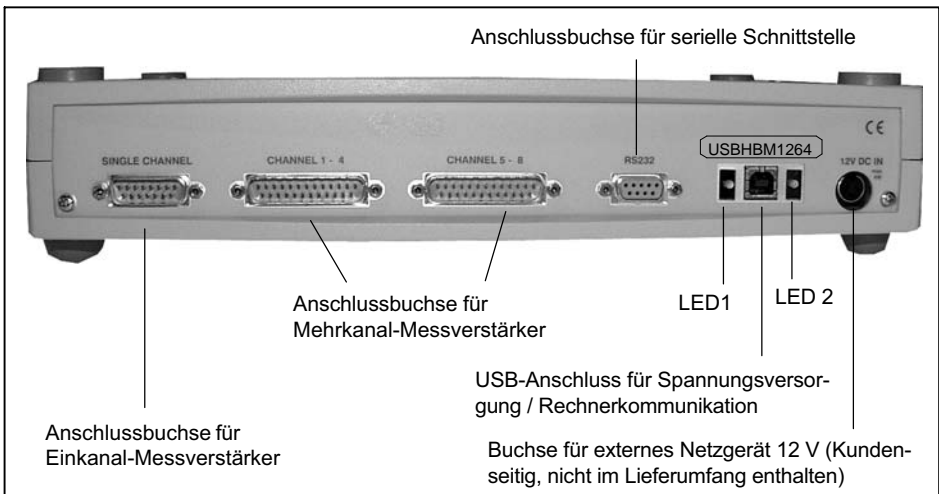 Anschlussbuchse für serielle Schnittstelle
CE
SINGLE CHANNEL
CHANNEL 1 - 4
CHANNEL 5 - 8
RS232
USBHBM1264
12V DC IN
LED1
LED 2
Anschlussbuchse für
Mehrkanal-Messverstärker
USB-Anschluss für Spannungsversor-
gung / Rechnerkommunikation
Anschlussbuchse für
Einkanal-Messverstärker
Buchse für externes Netzgerät 12 V (Kunden-
seitig, nicht im Lieferumfang enthalten)